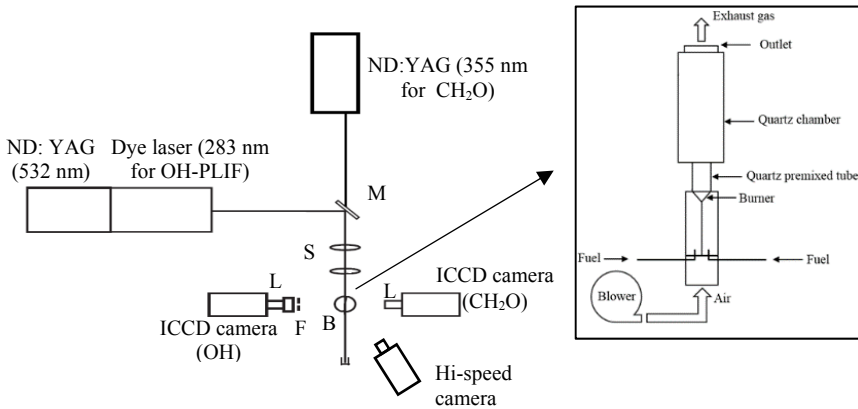 ND:YAG (355 nm
for CH₂O)
ND: YAG
(532 nm)
Dye laser (283 nm
for OH-PLIF)
M
S
L
F
B
L
ICCD camera
(OH)
ICCD camera
(CH₂O)
Hi-speed
camera
Exhaust gas
Outlet
Quartz chamber
Quartz premixed tube
Burner
Fuel
Fuel
Blower
Air